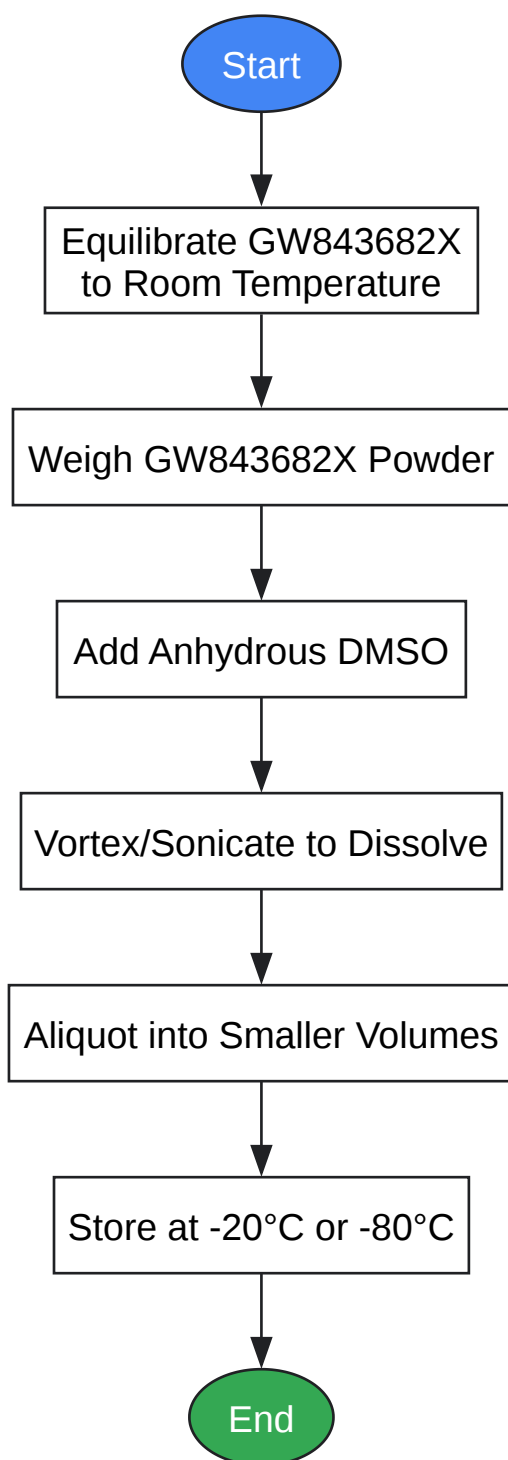 Start
Equilibrate GW843682X
to Room Temperature
Weigh GW843682X Powder
Add Anhydrous DMSO
Vortex/Sonicate to Dissolve
Aliquot into Smaller Volumes
Store at -20°C or -80°C
End